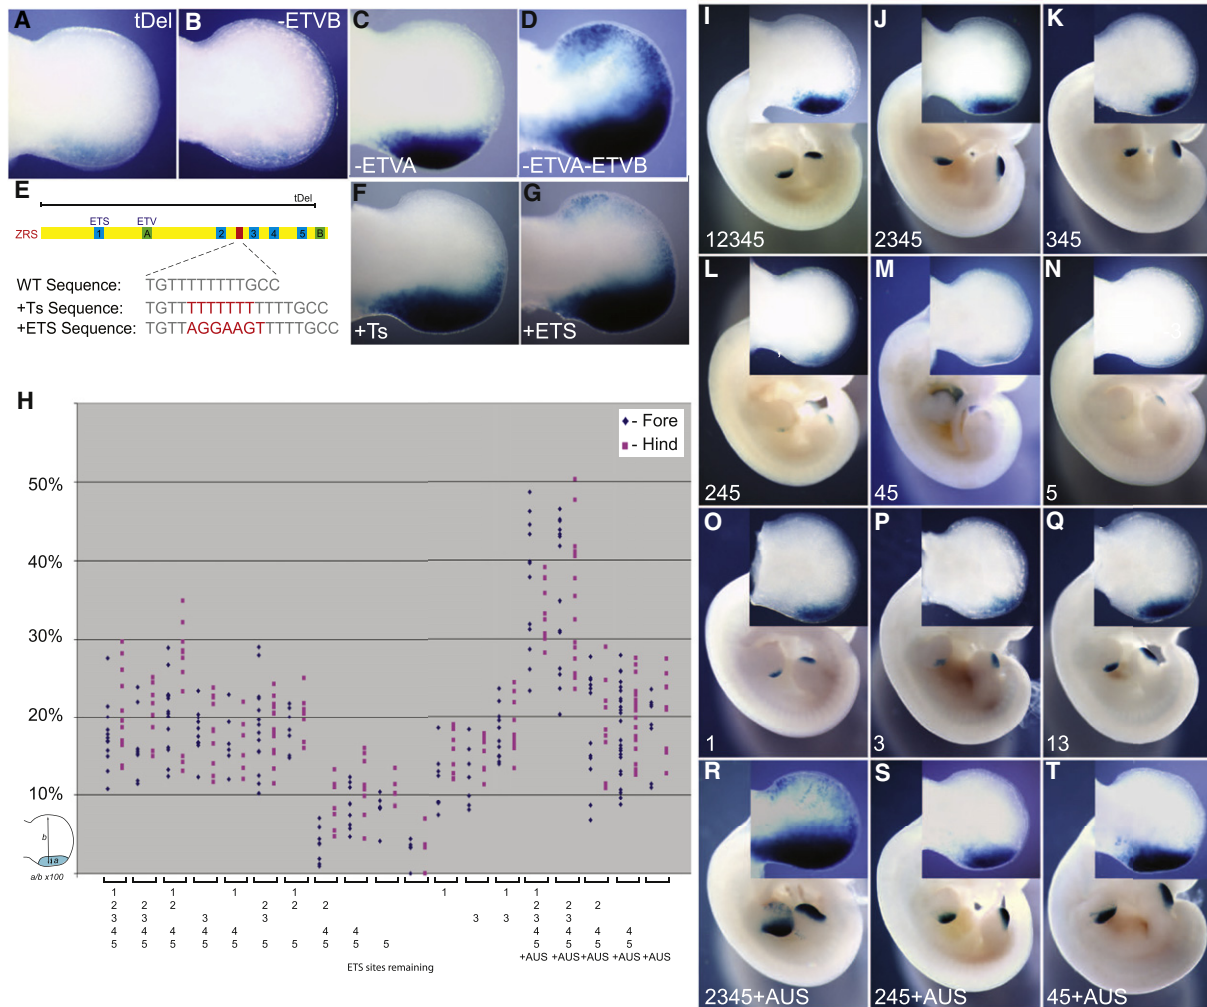 A
tDel
B
-ETVB
C
-ETVA
D
-ETVA-ETVB
E
tDel
ETS
ETV
ZRS
1
A
2
3
4
5
B
WT Sequence:
TGTTTTTTTTGCC
+Ts Sequence:
TGTTTTTTTTTTTTTGCC
+ETS Sequence:
TGTTAGGAAGTTTTTGCC
F
+Ts
G
+ETS
H
- Fore
- Hind
50%
40%
30%
20%
10%
b
a
a/b x100
1 1 1 1 1 1
2 2 2 2 2 2
3 3 3 3
4 4 4 4 4 4
5 5 5 5 5 5 5
1 1 1
3 3
2 2 2
3 3
4 4 4 4
5 5 5 5
+AUS +AUS +AUS +AUS +AUS
ETS sites remaining
I
12345
J
2345
K
345
L
245
M
45
N
-3
5
O
1
P
3
Q
13
R
2345+AUS
S
245+AUS
T
45+AUS